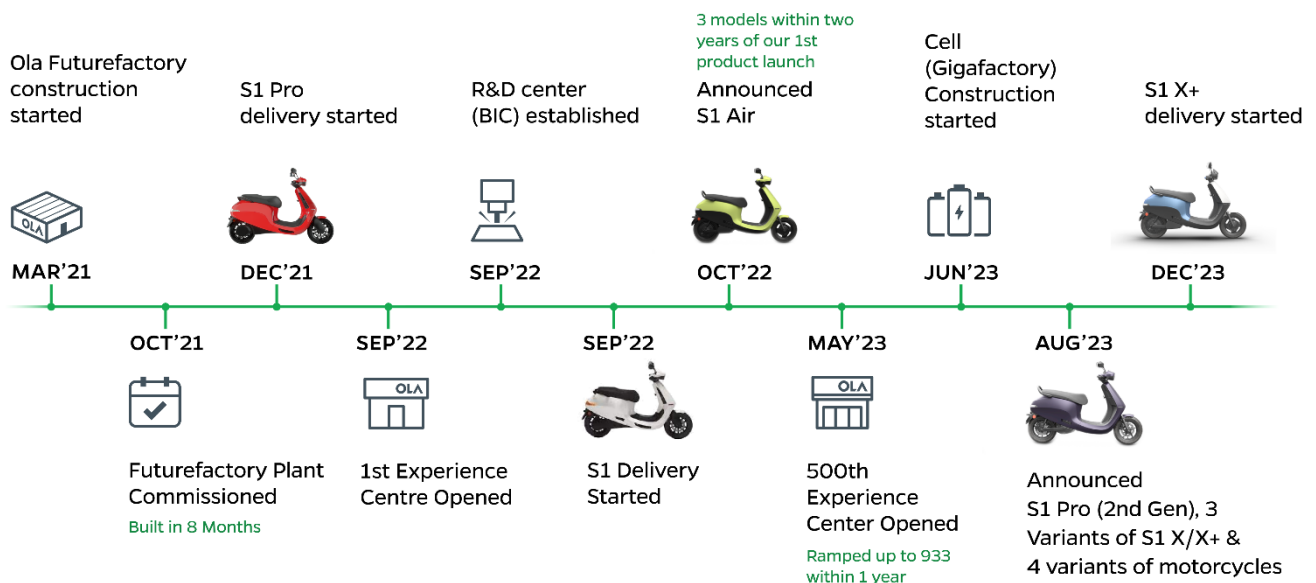 3 models within two
years of our 1st
product launch
Ola Futurefactory
construction
started
S1 Pro
delivery started
R&D center
(BIC) established
Announced
S1 Air
Cell
(Gigafactory)
Construction
started
S1 X+
delivery started
OLA
MAR'21
DEC'21
SEP'22
OCT'22
JUN'23
DEC'23
OCT'21
SEP'22
SEP'22
MAY'23
AUG'23
OLA
OLA
Futurefactory Plant
Commissioned
Built in 8 Months
1st Experience
Centre Opened
S1 Delivery
Started
500th
Experience
Center Opened
Ramped up to 933
within 1 year
Announced
S1 Pro (2nd Gen), 3
Variants of S1 X/X+ &
4 variants of motorcycles